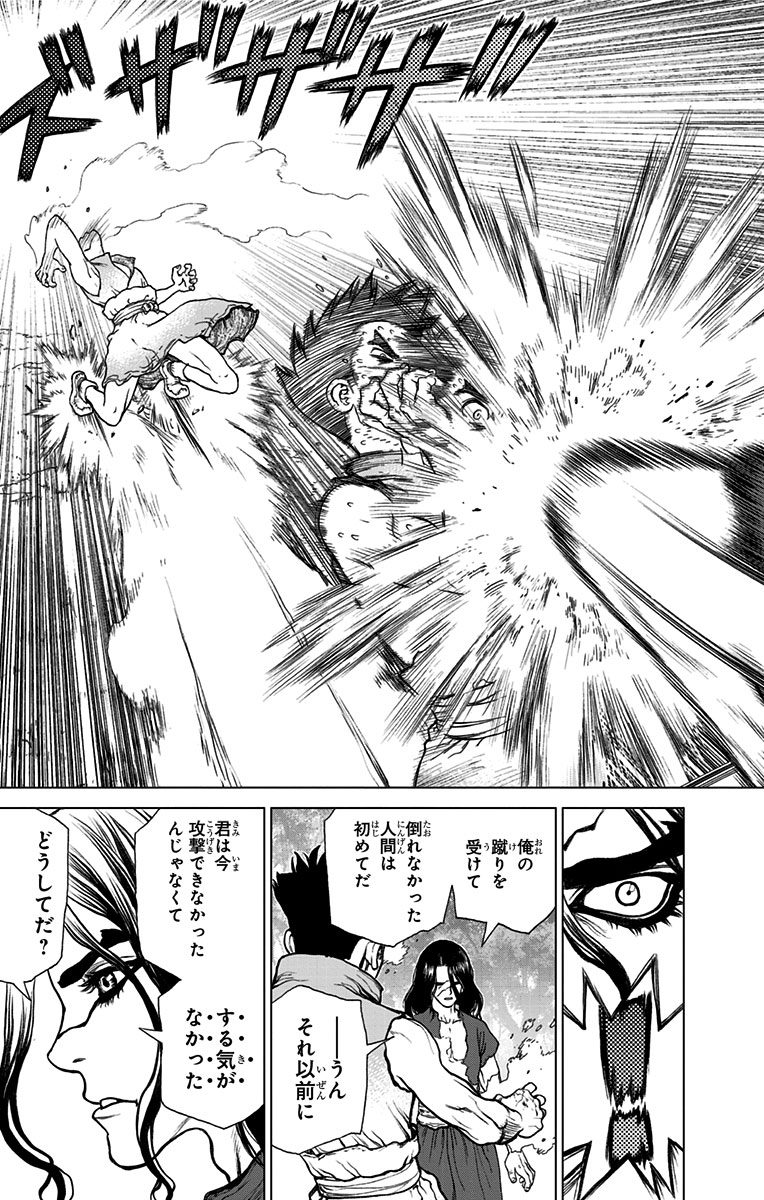 ズザザザッ
！
俺の
蹴りを
受けて
倒れなかった
人間は
初めてだ
──うん
それ以前に
君は今
攻撃できなかった
んじゃなくて
する気が
なかった
どうしてだ？